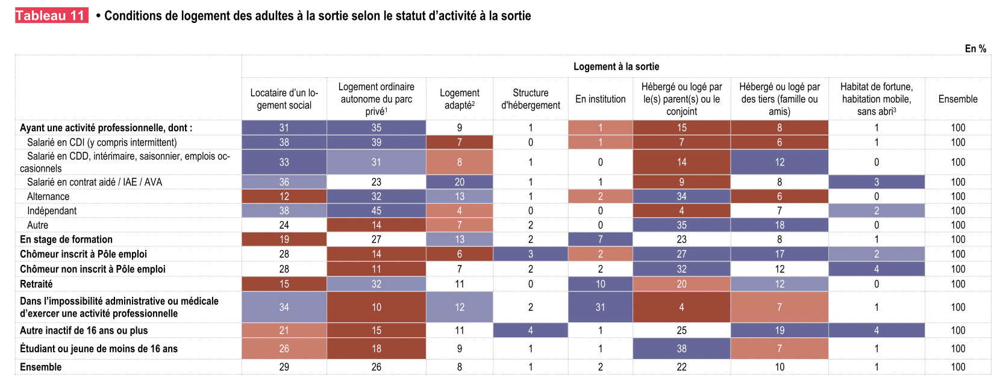 Tableau 11 • Conditions de logement des adultes à la sortie selon le statut d’activité à la sortie
En %
Logement à la sortie
Locataire d’un lo-
gement social
Logement ordinaire
autonome du parc
privé¹
Logement
adapté²
Structure
d'hébergement
En institution
Hébergé ou logé par
le(s) parent(s) ou le
conjoint
Hébergé ou logé par
des tiers (famille ou
amis)
Habitat de fortune,
habitation mobile,
sans abri³
Ensemble
Ayant une activité professionnelle, dont : 31 35 9 1 1 15 8 1 100
Salarié en CDI (y compris intermittent) 38 39 7 0 1 7 6 1 100
Salarié en CDD, intérimaire, saisonnier, emplois oc-
casionnels 33 31 8 1 0 14 12 0 100
Salarié en contrat aidé / IAE / AVA 36 23 20 1 1 9 8 3 100
Alternance 12 32 13 1 2 34 6 0 100
Indépendant 38 45 4 0 0 4 7 2 100
Autre 24 14 7 2 0 35 18 0 100
En stage de formation 19 27 13 2 7 23 8 1 100
Chômeur inscrit à Pôle emploi 28 14 6 3 2 27 17 2 100
Chômeur non inscrit à Pôle emploi 28 11 7 2 2 32 12 4 100
Retraité 15 32 11 0 10 20 12 0 100
Dans l’impossibilité administrative ou médicale
d’exercer une activité professionnelle 34 10 12 2 31 4 7 1 100
Autre inactif de 16 ans ou plus 21 15 11 4 1 25 19 4 100
Étudiant ou jeune de moins de 16 ans 26 18 9 1 1 38 7 1 100
Ensemble 29 26 8 1 2 22 10 1 100